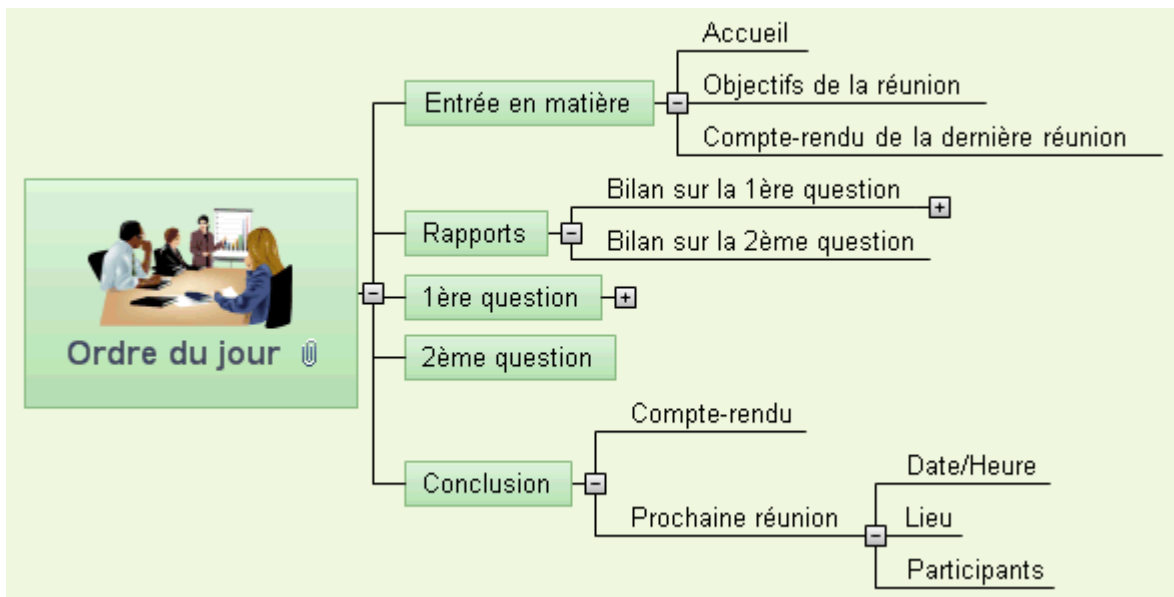 Ordre du jour
Entrée en matière
Accueil
Objectifs de la réunion
Compte-rendu de la dernière réunion
Rapports
Bilan sur la 1ère question
Bilan sur la 2ème question
1ère question
2ème question
Conclusion
Compte-rendu
Prochaine réunion
Date/Heure
Lieu
Participants